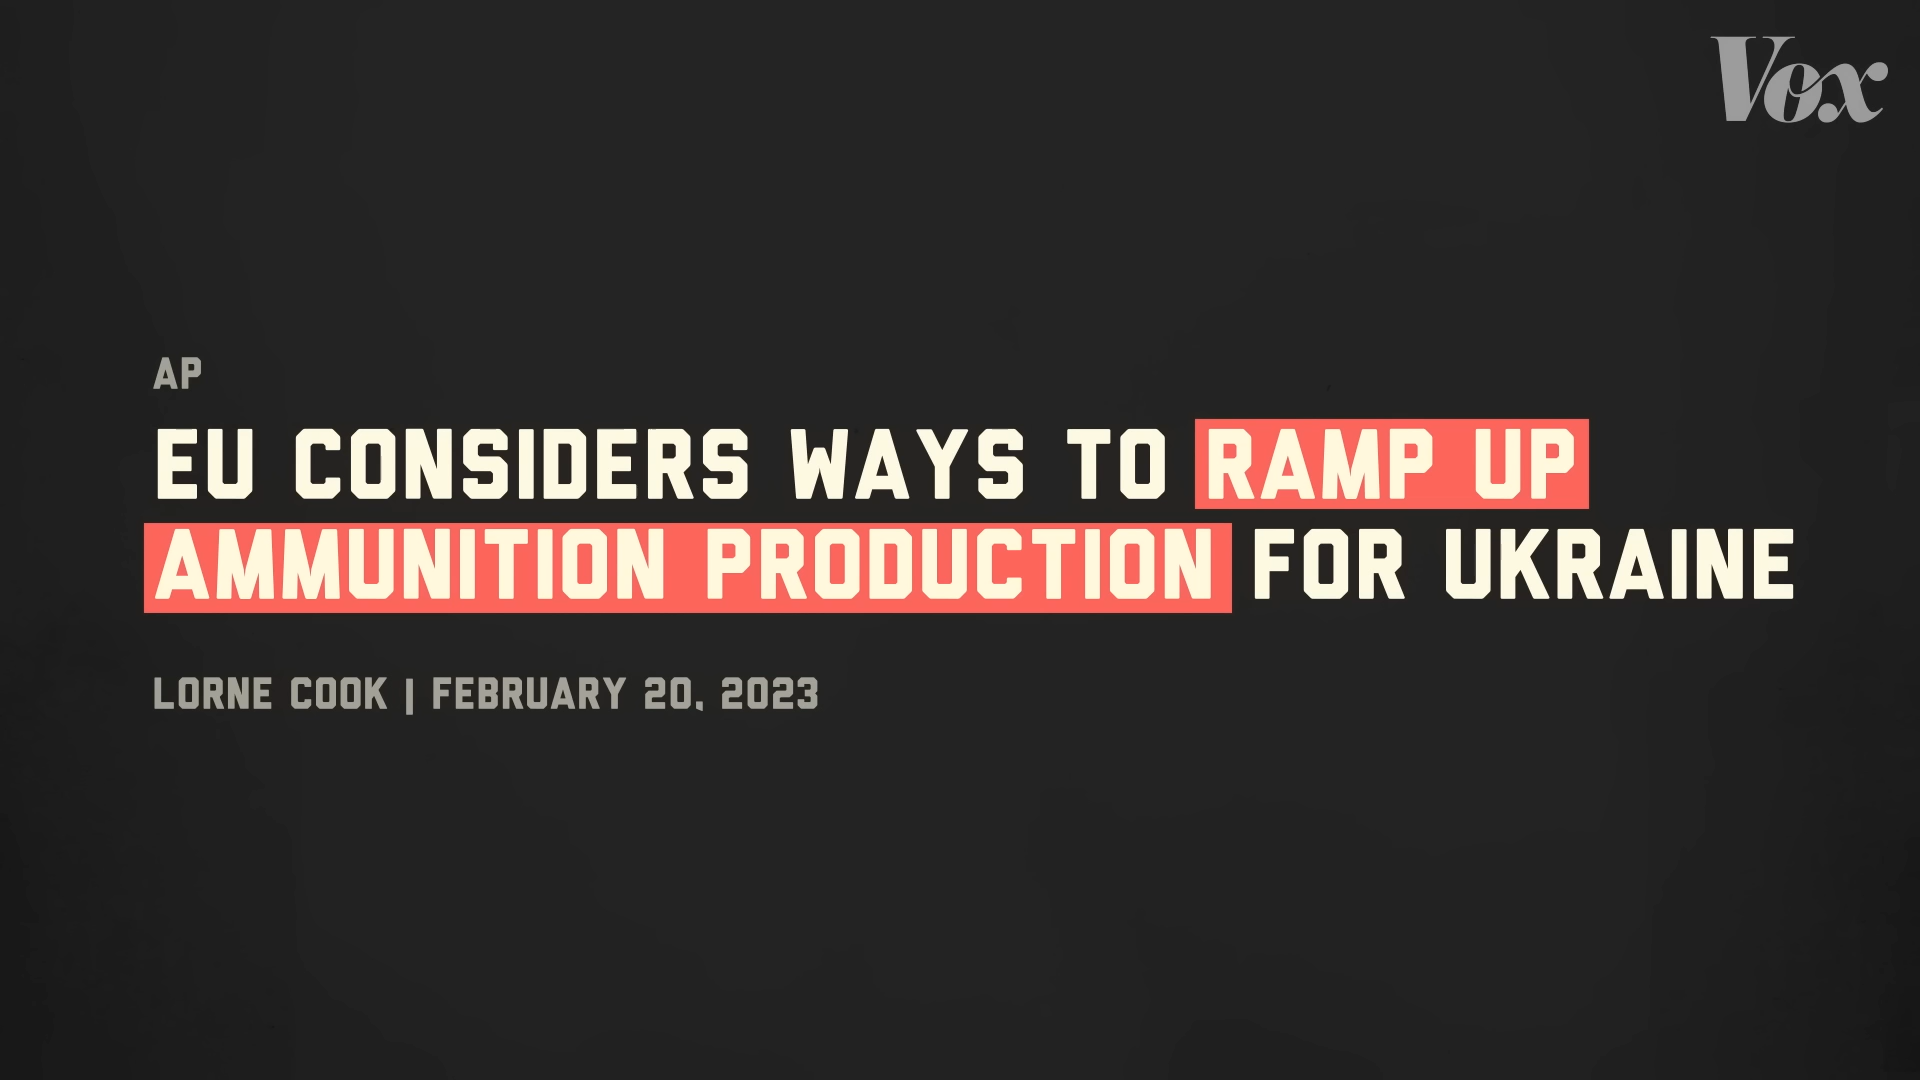 Vox
AP
EU CONSIDERS WAYS TO RAMP UP
AMMUNITION PRODUCTION FOR UKRAINE
LORNE COOK | FEBRUARY 20, 2023